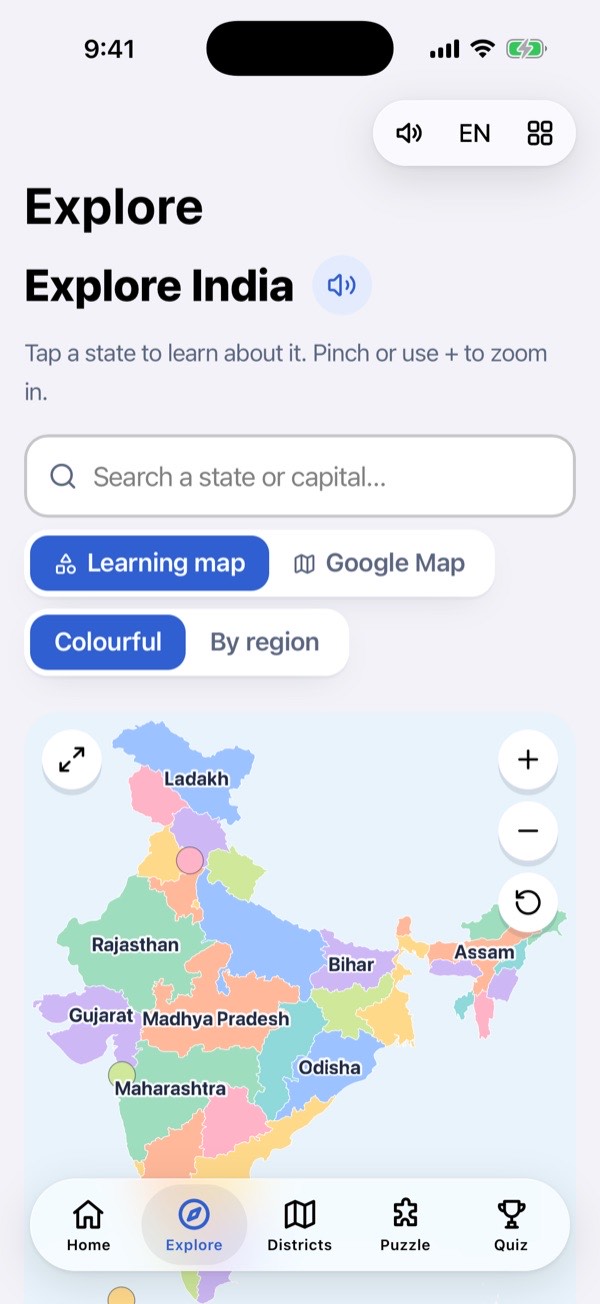 9:41
EN
Explore
Explore India
Tap a state to learn about it. Pinch or use + to zoom
in.
Search a state or capital...
Learning map
Google Map
Colourful
By region
Ladakh
Rajasthan
Bihar
Assam
Gujarat
Madhya Pradesh
Odisha
Maharashtra
Home
Explore
Districts
Puzzle
Quiz